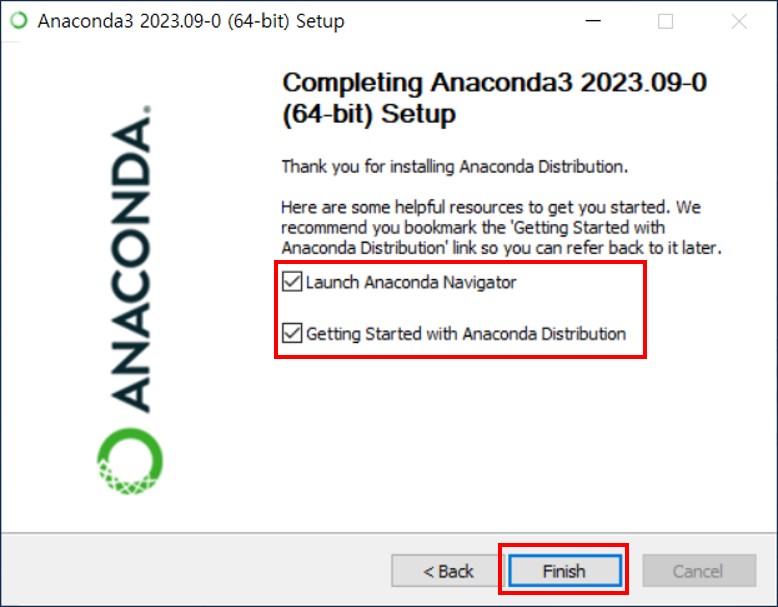 Anaconda3 2023.09-0 (64-bit) Setup
ANACONDA.
Completing Anaconda3 2023.09-0
(64-bit) Setup
Thank you for installing Anaconda Distribution.
Here are some helpful resources to get you started. We
recommend you bookmark the 'Getting Started with
Anaconda Distribution' link so you can refer back to it later.
Launch Anaconda Navigator
Getting Started with Anaconda Distribution
< Back
Finish
Cancel